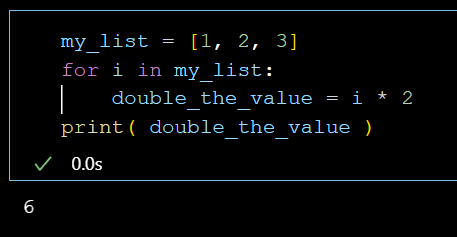 my_list = [1, 2, 3]
for i in my_list:
    double_the_value = i * 2
print( double_the_value )
0.0s
6